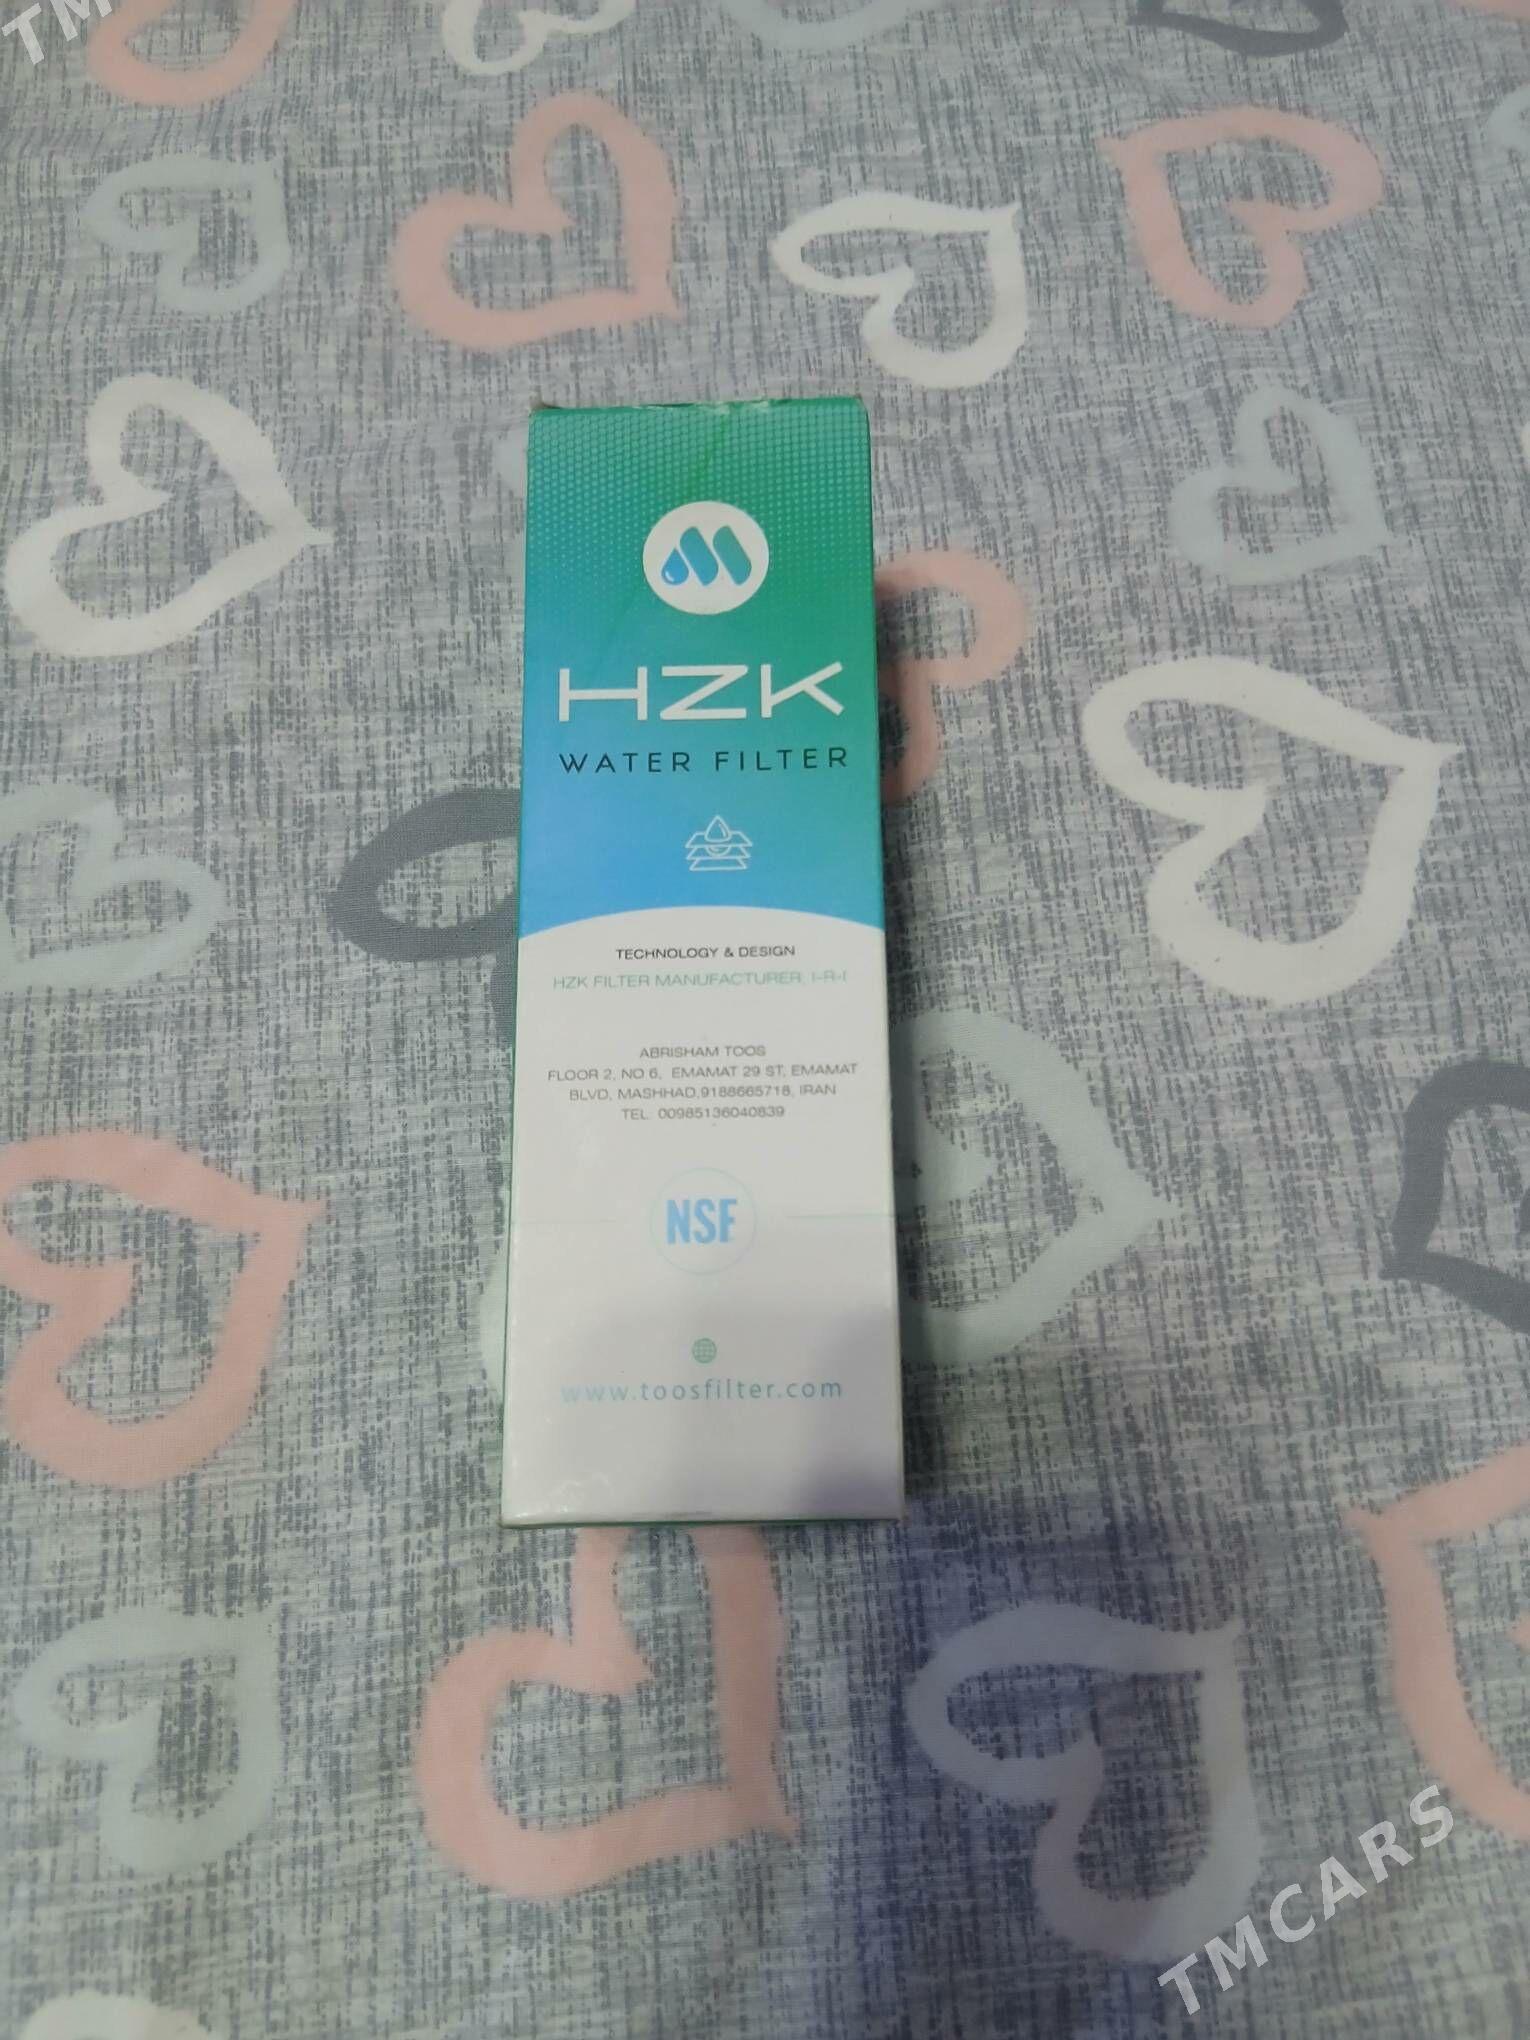 TM
HZK
WATER FILTER
TECHNOLOGY & DESIGN
HZK FILTER MANUFACTURER, I-R-I
ABRISHAM TOOS
FLOOR 2, NO 6, EMAMAT 29 ST, EMAMAT
BLVD, MASHHAD,9188665718, IRAN
TEL. 00985136040839
NSF
www.toosfilter.com
TMCARS